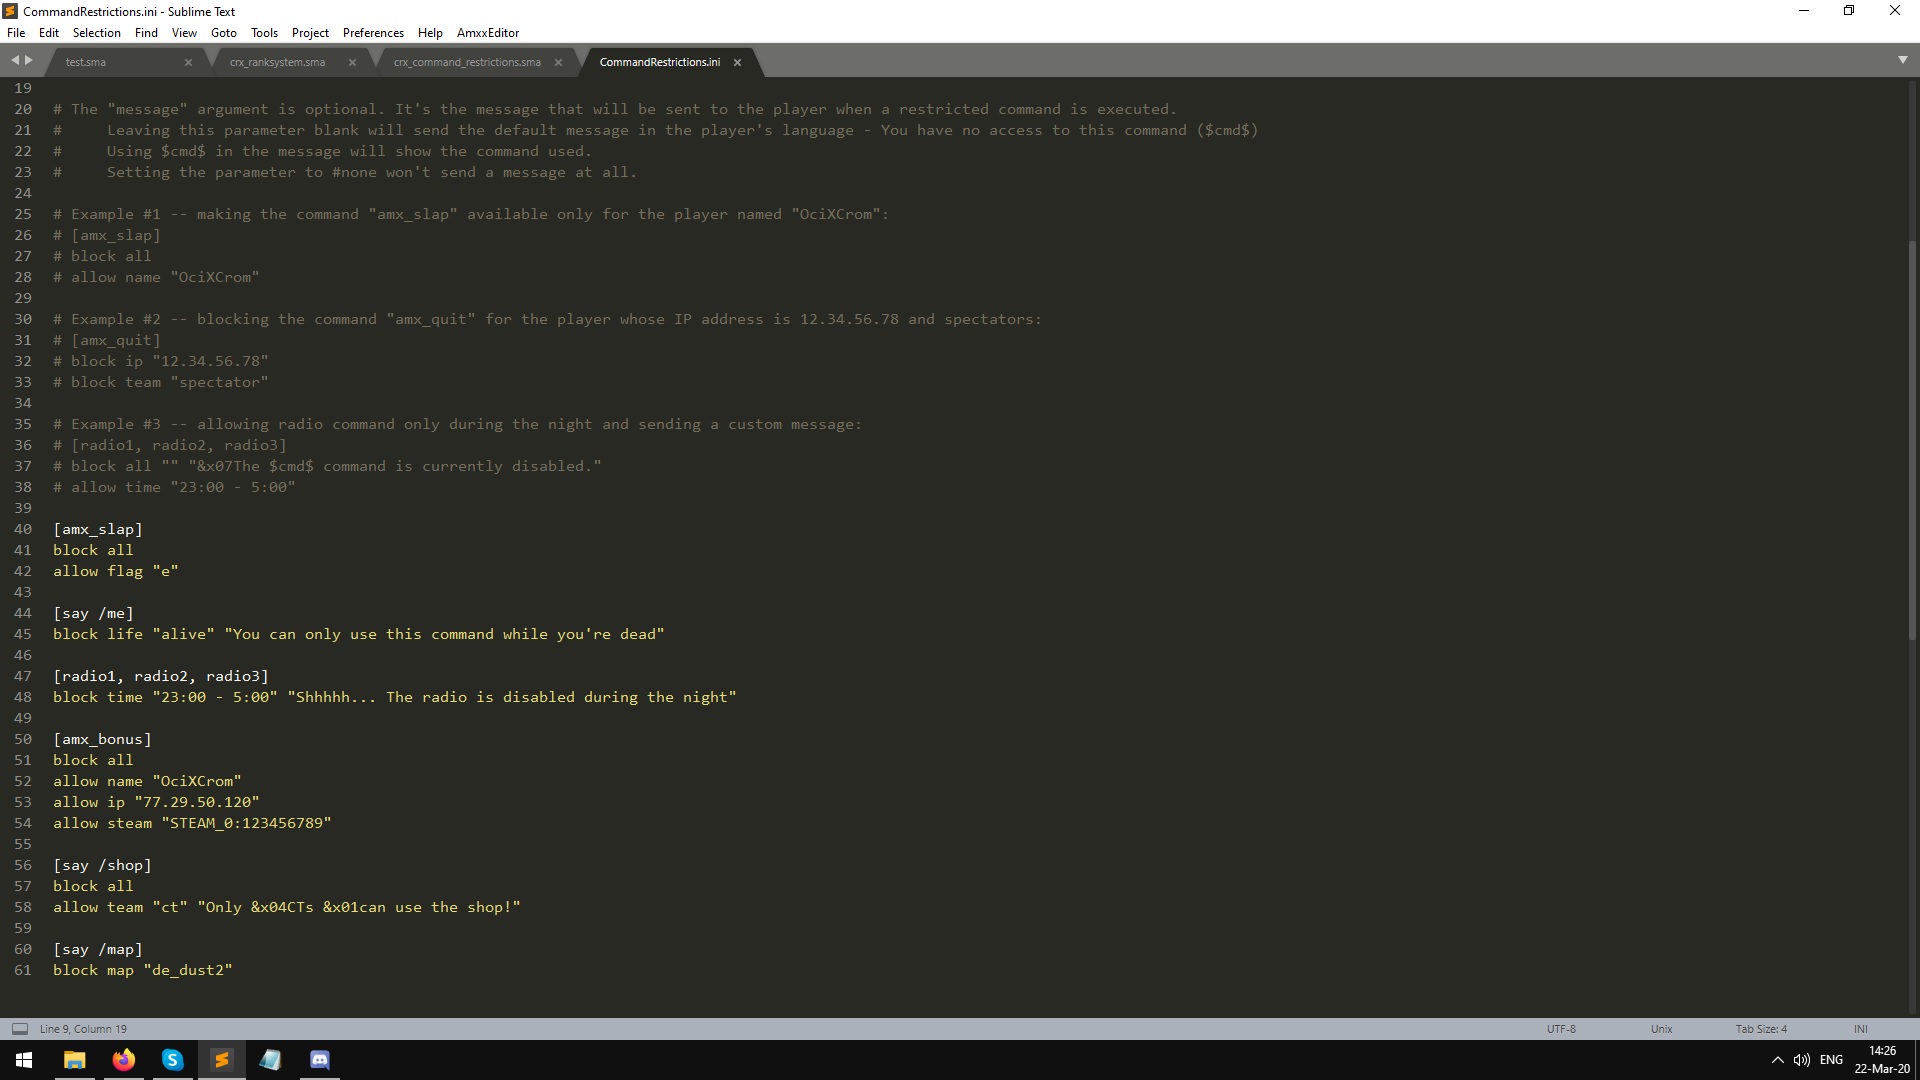 CommandRestrictions.ini - Sublime Text
File Edit Selection Find View Goto Tools Project Preferences Help AmxxEditor
test.sma crx_ranksystem.sma crx_command_restrictions.sma CommandRestrictions.ini
19
20 # The "message" argument is optional. It's the message that will be sent to the player when a restricted command is executed.
21 #     Leaving this parameter blank will send the default message in the player's language - You have no access to this command ($cmd$)
22 #     Using $cmd$ in the message will show the command used.
23 #     Setting the parameter to #none won't send a message at all.
24
25 # Example #1 -- making the command "amx_slap" available only for the player named "OciXCrom":
26 # [amx_slap]
27 # block all
28 # allow name "OciXCrom"
29
30 # Example #2 -- blocking the command "amx_quit" for the player whose IP address is 12.34.56.78 and spectators:
31 # [amx_quit]
32 # block ip "12.34.56.78"
33 # block team "spectator"
34
35 # Example #3 -- allowing radio command only during the night and sending a custom message:
36 # [radio1, radio2, radio3]
37 # block all "" "&x07The $cmd$ command is currently disabled."
38 # allow time "23:00 - 5:00"
39
40 [amx_slap]
41 block all
42 allow flag "e"
43
44 [say /me]
45 block life "alive" "You can only use this command while you're dead"
46
47 [radio1, radio2, radio3]
48 block time "23:00 - 5:00" "Shhhhh... The radio is disabled during the night"
49
50 [amx_bonus]
51 block all
52 allow name "OciXCrom"
53 allow ip "77.29.50.120"
54 allow steam "STEAM_0:123456789"
55
56 [say /shop]
57 block all
58 allow team "ct" "Only &x04CTs &x01can use the shop!"
59
60 [say /map]
61 block map "de_dust2"
Line 9, Column 19 UTF-8 Unix Tab Size: 4 INI
ENG 14:26
22-Mar-20